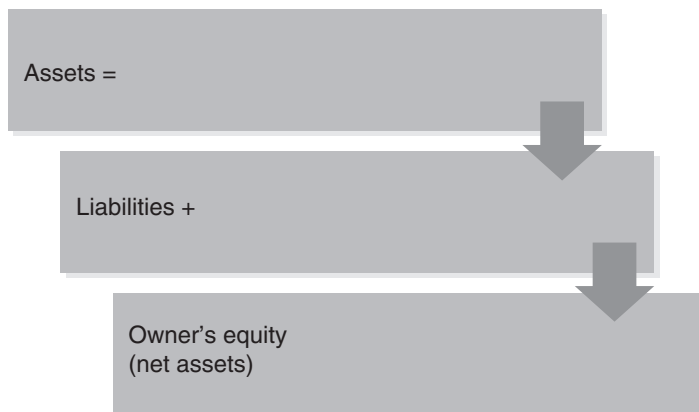 Assets =
Liabilities +
Owner's equity
(net assets)